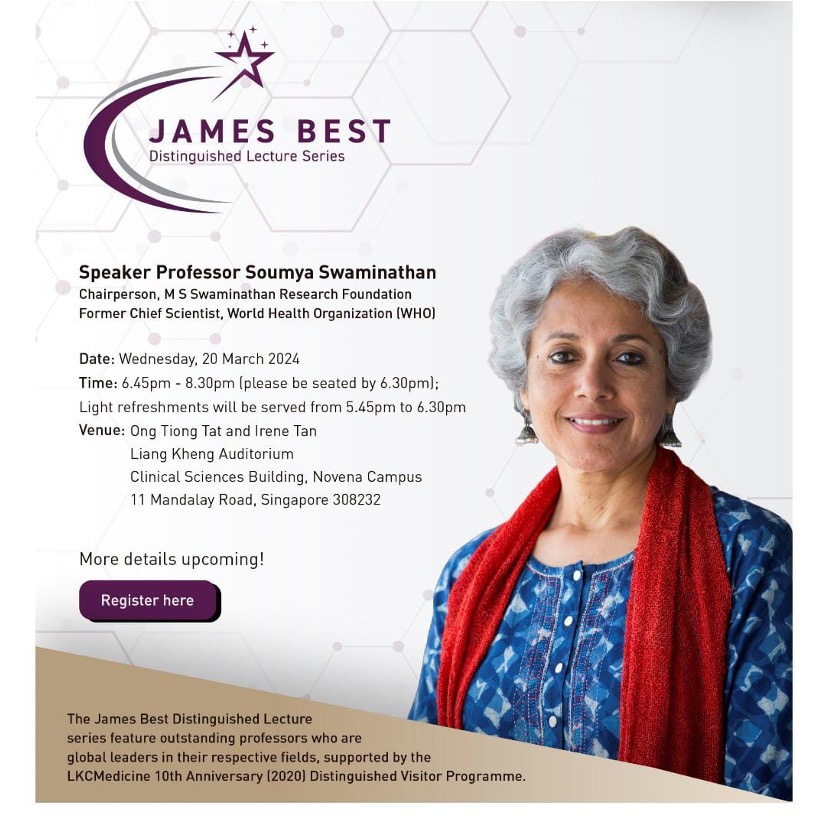 JAMES BEST
Distinguished Lecture Series
Speaker Professor Soumya Swaminathan
Chairperson, M S Swaminathan Research Foundation
Former Chief Scientist, World Health Organization (WHO)
Date: Wednesday, 20 March 2024
Time: 6.45pm - 8.30pm (please be seated by 6.30pm);
Light refreshments will be served from 5.45pm to 6.30pm
Venue: Ong Tiong Tat and Irene Tan
Liang Kheng Auditorium
Clinical Sciences Building, Novena Campus
11 Mandalay Road, Singapore 308232
More details upcoming!
Register here
The James Best Distinguished Lecture
series feature outstanding professors who are
global leaders in their respective fields, supported by the
LKCMedicine 10th Anniversary (2020) Distinguished Visitor Programme.